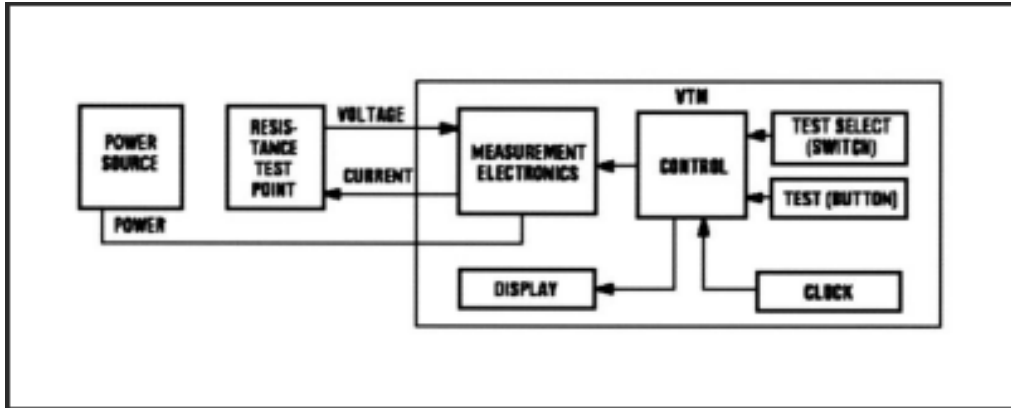 VTM
POWER
SOURCE
RESIS-
TANCE
TEST
POINT
VOLTAGE
CURRENT
MEASUREMENT
ELECTRONICS
CONTROL
TEST SELECT
(SWITCH)
TEST (BUTTON)
POWER
DISPLAY
CLOCK